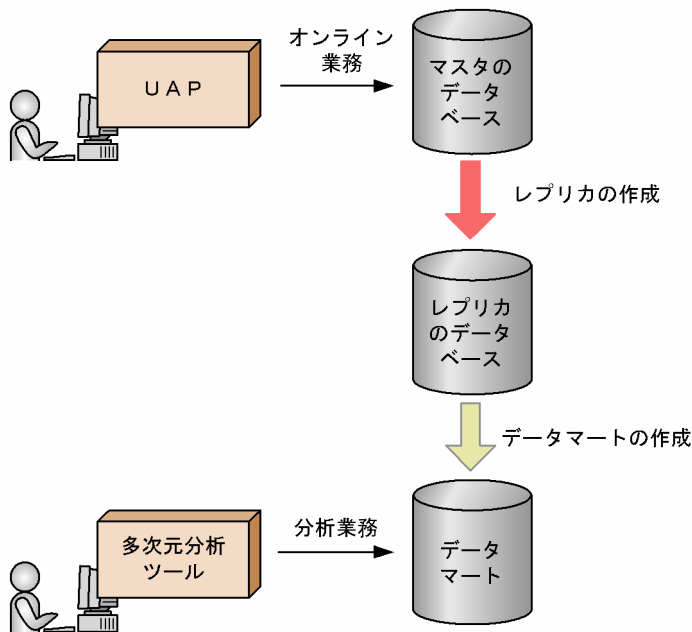 UAP
オンライン
業務
マスタの
データ
ベース
レプリカの作成
レプリカ
のデータ
ベース
データマートの作成
多次元分析
ツール
分析業務
データ
マート